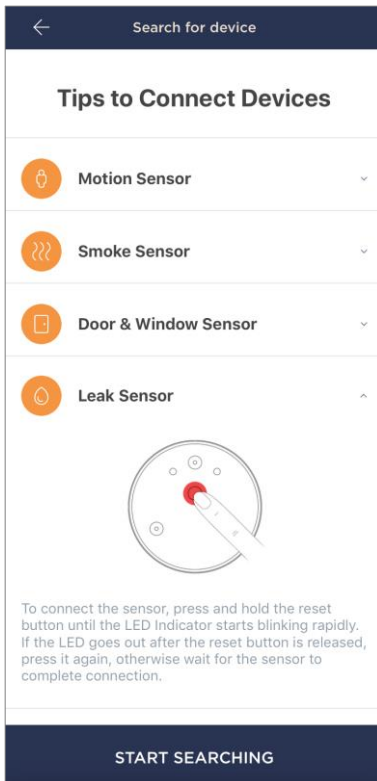 Search for device
Tips to Connect Devices
Motion Sensor
Smoke Sensor
Door & Window Sensor
Leak Sensor
To connect the sensor, press and hold the reset
button until the LED Indicator starts blinking rapidly.
If the LED goes out after the reset button is released,
press it again, otherwise wait for the sensor to
complete connection.
START SEARCHING